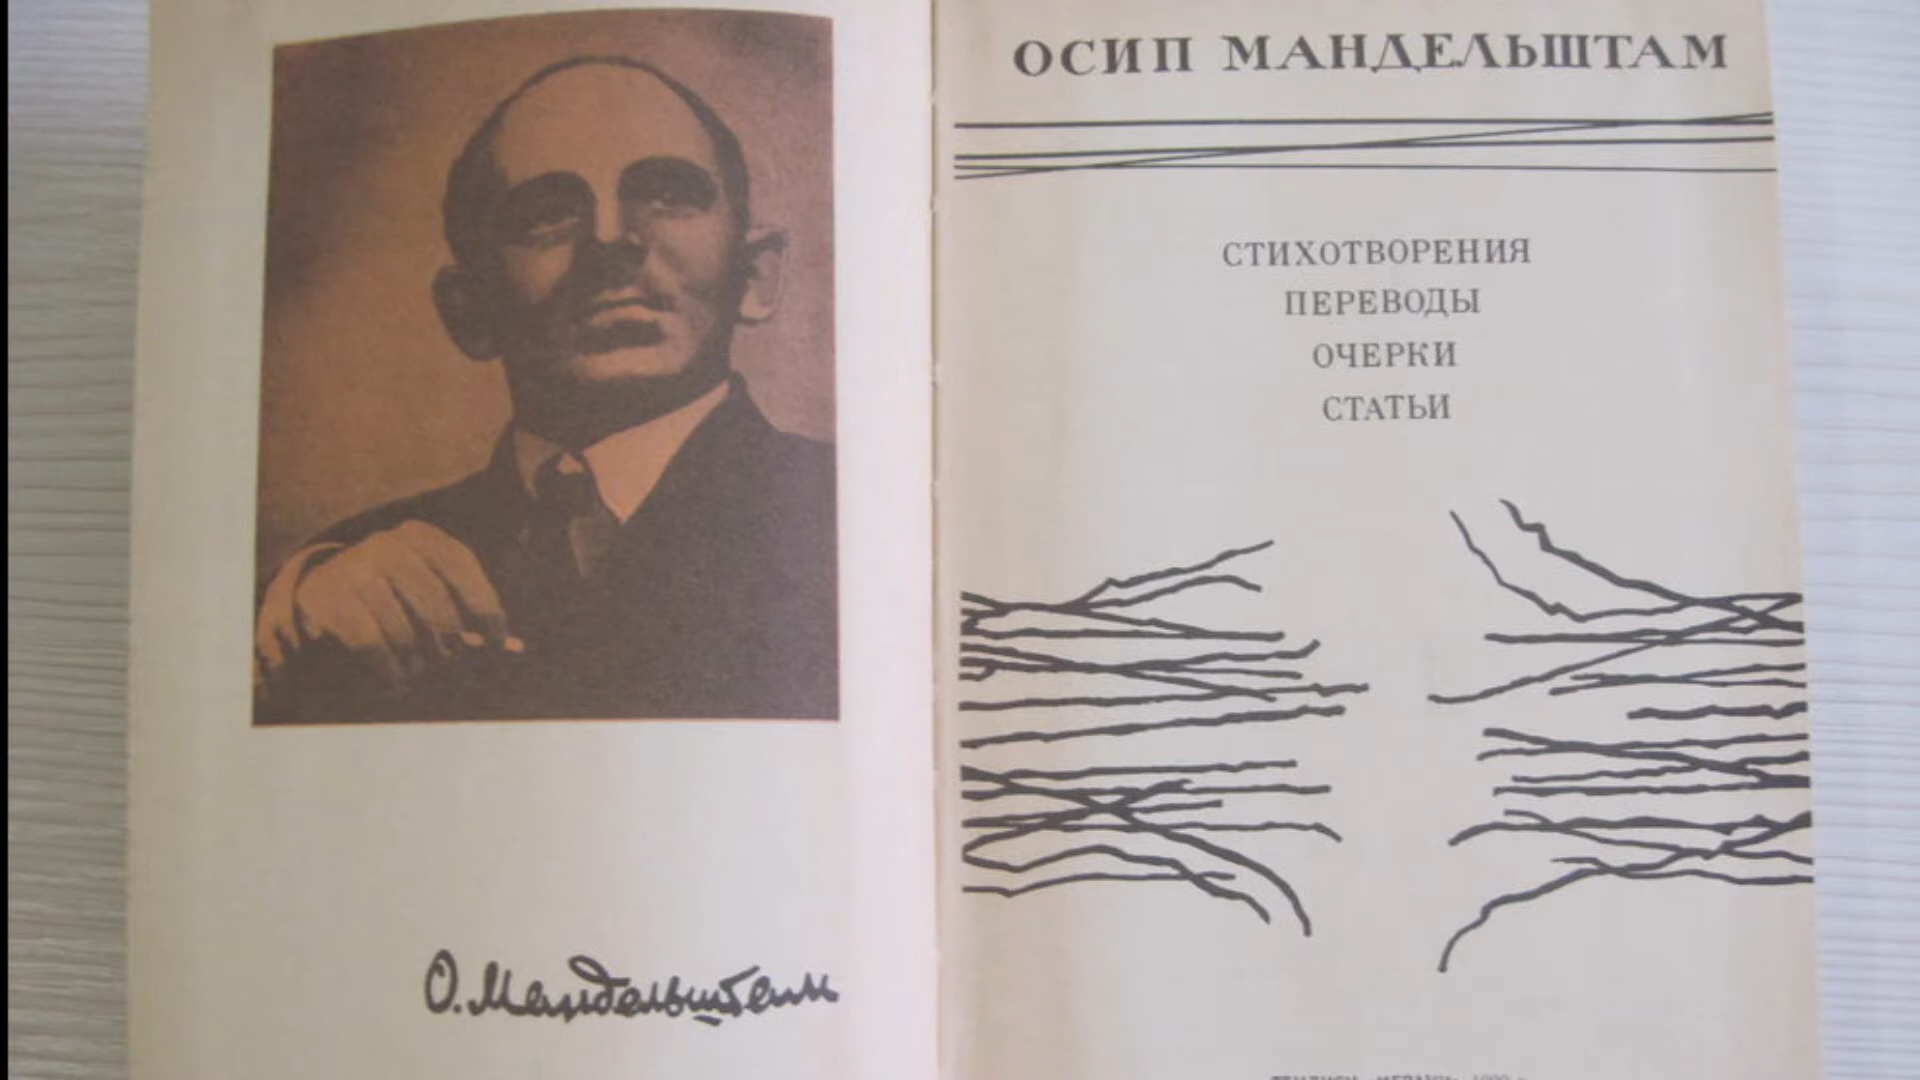 О. Мандельштам
ОСИП МАНДЕЛЬШТАМ
СТИХОТВОРЕНИЯ
ПЕРЕВОДЫ
ОЧЕРКИ
СТАТЬИ